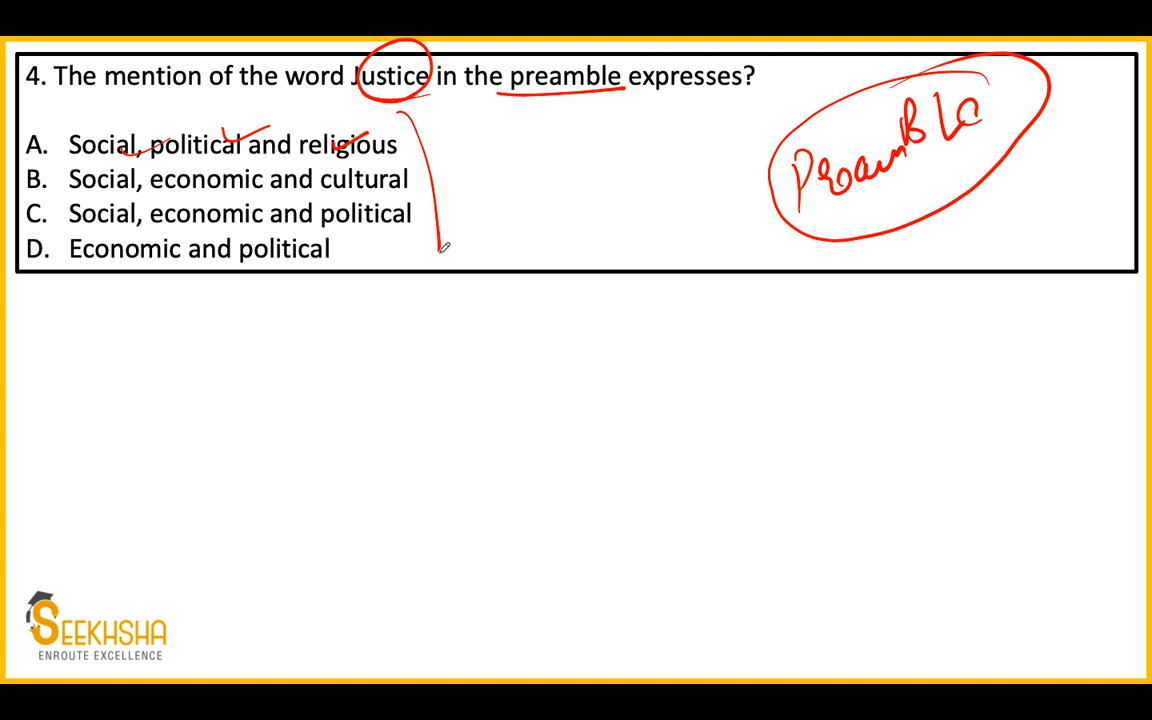 4. The mention of the word Justice in the preamble expresses?
PreamBLe
A. Social, political and religious
B. Social, economic and cultural
C. Social, economic and political
D. Economic and political
SEEKHSHA
ENROUTE EXCELLENCE